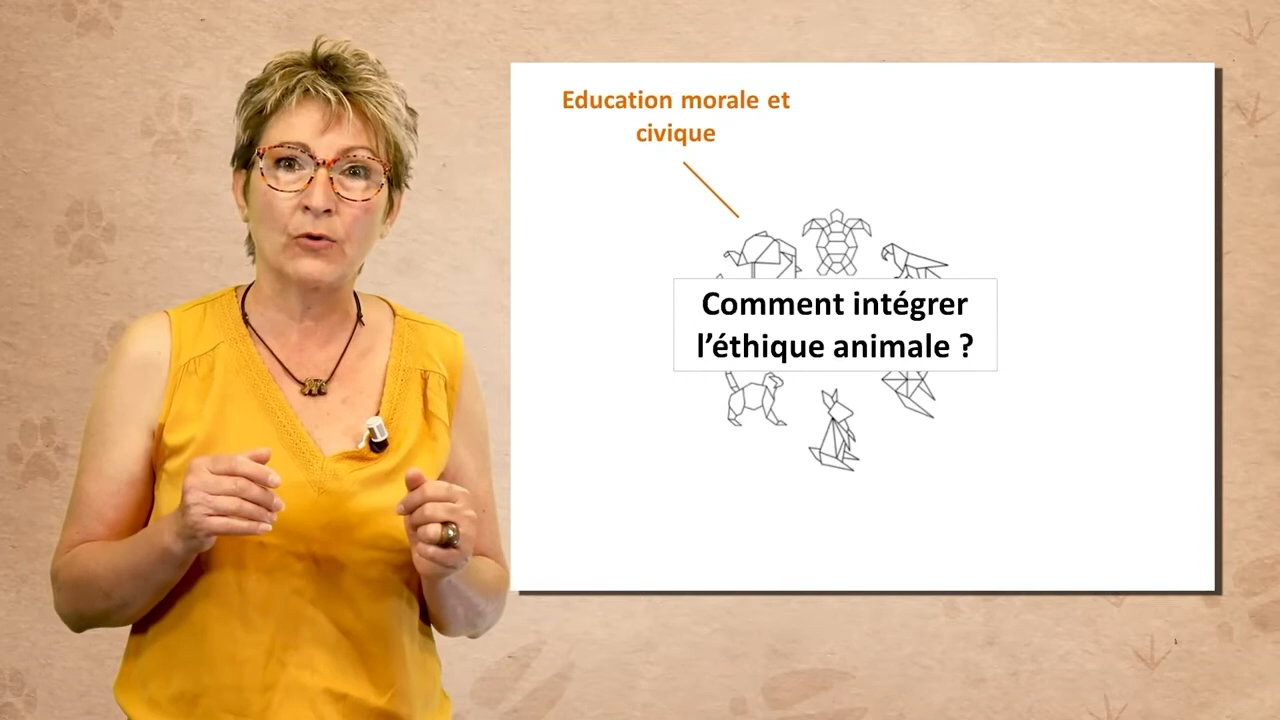 Education morale et
civique
Comment intégrer
l’éthique animale ?